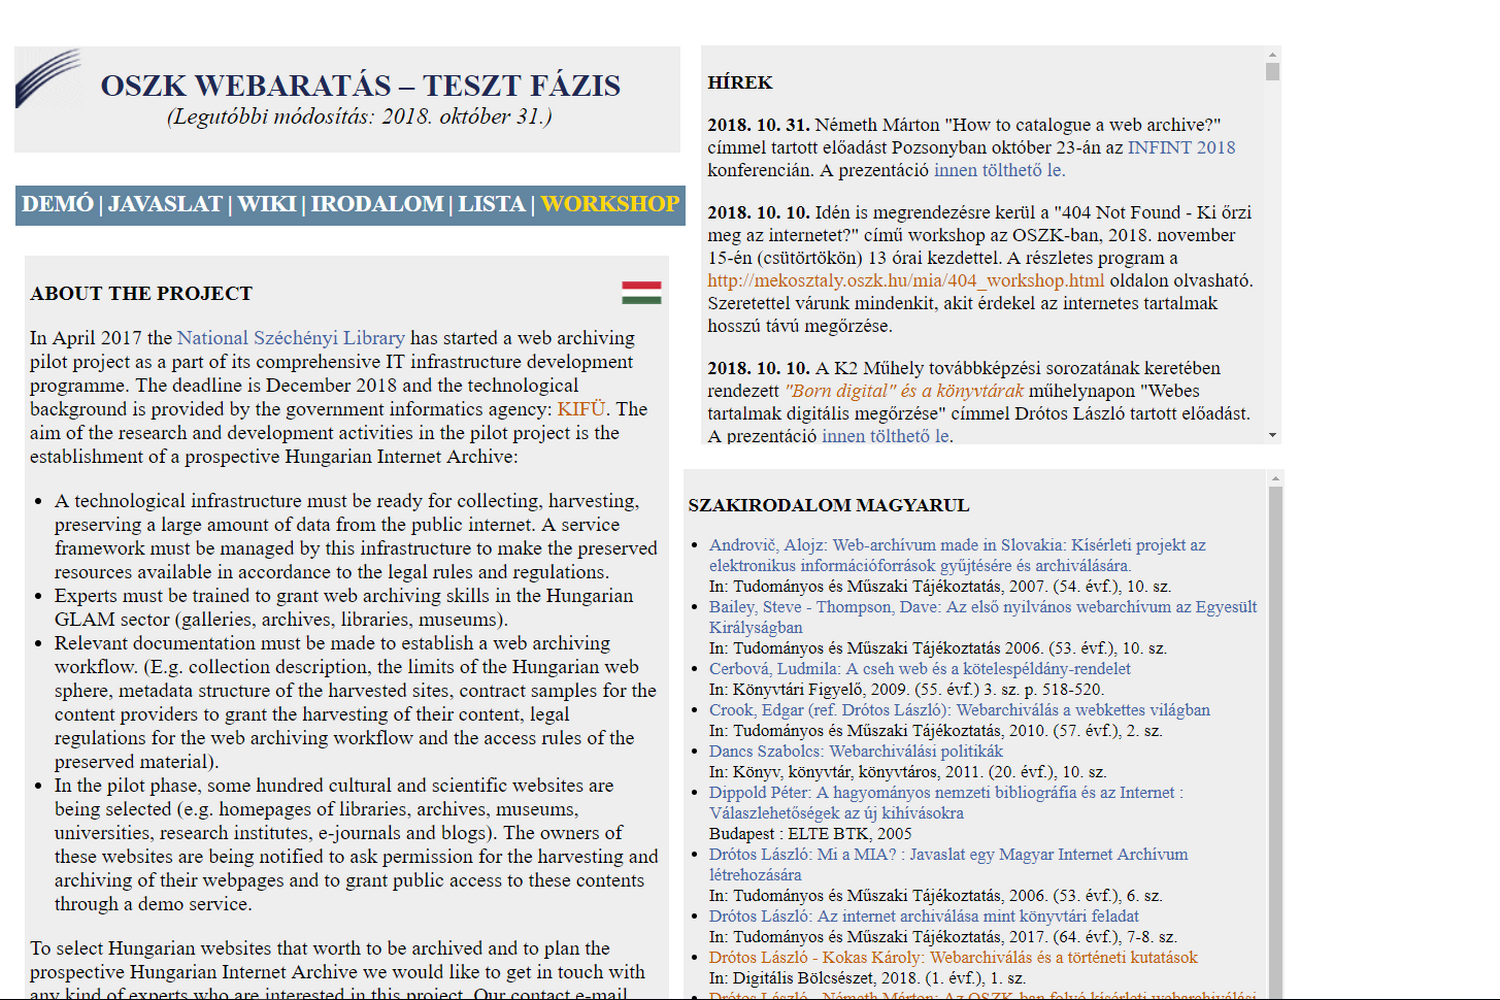 OSZK WEBARATÁS – TESZT FÁZIS
(Legutóbbi módosítás: 2018. október 31.)
DEMÓ | JAVASLAT | WIKI | IRODALOM | LISTA | WORKSHOP
ABOUT THE PROJECT
In April 2017 the National Széchényi Library has started a web archiving
pilot project as a part of its comprehensive IT infrastructure development
programme. The deadline is December 2018 and the technological
background is provided by the government informatics agency: KIFÜ. The
aim of the research and development activities in the pilot project is the
establishment of a prospective Hungarian Internet Archive:
• A technological infrastructure must be ready for collecting, harvesting,
preserving a large amount of data from the public internet. A service
framework must be managed by this infrastructure to make the preserved
resources available in accordance to the legal rules and regulations.
• Experts must be trained to grant web archiving skills in the Hungarian
GLAM sector (galleries, archives, libraries, museums).
• Relevant documentation must be made to establish a web archiving
workflow. (E.g. collection description, the limits of the Hungarian web
sphere, metadata structure of the harvested sites, contract samples for the
content providers to grant the harvesting of their content, legal
regulations for the web archiving workflow and the access rules of the
preserved material).
• In the pilot phase, some hundred cultural and scientific websites are
being selected (e.g. homepages of libraries, archives, museums,
universities, research institutes, e-journals and blogs). The owners of
these websites are being notified to ask permission for the harvesting and
archiving of their webpages and to grant public access to these contents
through a demo service.
To select Hungarian websites that worth to be archived and to plan the
prospective Hungarian Internet Archive we would like to get in touch with
any kind of experts who are interested in this project. Our contact e-mail
HÍREK
2018. 10. 31. Németh Márton "How to catalogue a web archive?"
címmel tartott előadást Pozsonyban október 23-án az INFINT 2018
konferencián. A prezentáció innen tölthető le.
2018. 10. 10. Idén is megrendezésre kerül a "404 Not Found - Ki őrzi
meg az internetet?" című workshop az OSZK-ban, 2018. november
15-én (csütörtökön) 13 órai kezdettel. A részletes program a
http://mekosztaly.oszk.hu/mia/404_workshop.html oldalon olvasható.
Szeretettel várunk mindenkit, akit érdekel az internetes tartalmak
hosszú távú megőrzése.
2018. 10. 10. A K2 Műhely továbbképzési sorozatának keretében
rendezett "Born digital" és a könyvtárak műhelynapon "Webes
tartalmak digitális megőrzése" címmel Drótos László tartott előadást.
A prezentáció innen tölthető le.
SZAKIRODALOM MAGYARUL
• Androvič, Alojz: Web-archívum made in Slovakia: Kísérleti projekt az
elektronikus információforrások gyűjtésére és archiválására.
In: Tudományos és Műszaki Tájékoztatás, 2007. (54. évf.), 10. sz.
• Bailey, Steve - Thompson, Dave: Az első nyilvános webarchívum az Egyesült
Királyságban
In: Tudományos és Műszaki Tájékoztatás 2006. (53. évf.), 10. sz.
• Cerbová, Ludmila: A cseh web és a kötelespéldány-rendelet
In: Könyvtári Figyelő, 2009. (55. évf.) 3. sz. p. 518-520.
• Crook, Edgar (ref. Drótos László): Webarchiválás a webkettes világban
In: Tudományos és Műszaki Tájékoztatás, 2010. (57. évf.), 2. sz.
• Dancs Szabolcs: Webarchiválási politikák
In: Könyv, könyvtár, könyvtáros, 2011. (20. évf.), 10. sz.
• Dippold Péter: A hagyományos nemzeti bibliográfia és az Internet :
Válaszlehetőségek az új kihívásokra
Budapest : ELTE BTK, 2005
• Drótos László: Mi a MIA? : Javaslat egy Magyar Internet Archívum
létrehozására
In: Tudományos és Műszaki Tájékoztatás, 2006. (53. évf.), 6. sz.
• Drótos László: Az internet archiválása mint könyvtári feladat
In: Tudományos és Műszaki Tájékoztatás, 2017. (64. évf.), 7-8. sz.
• Drótos László - Kokas Károly: Webarchiválás és a történeti kutatások
In: Digitális Bölcsészet, 2018. (1. évf.), 1. sz.
• Drótos László - Németh Márton: Az OSZK-ban folyó kísérleti webarchiválási